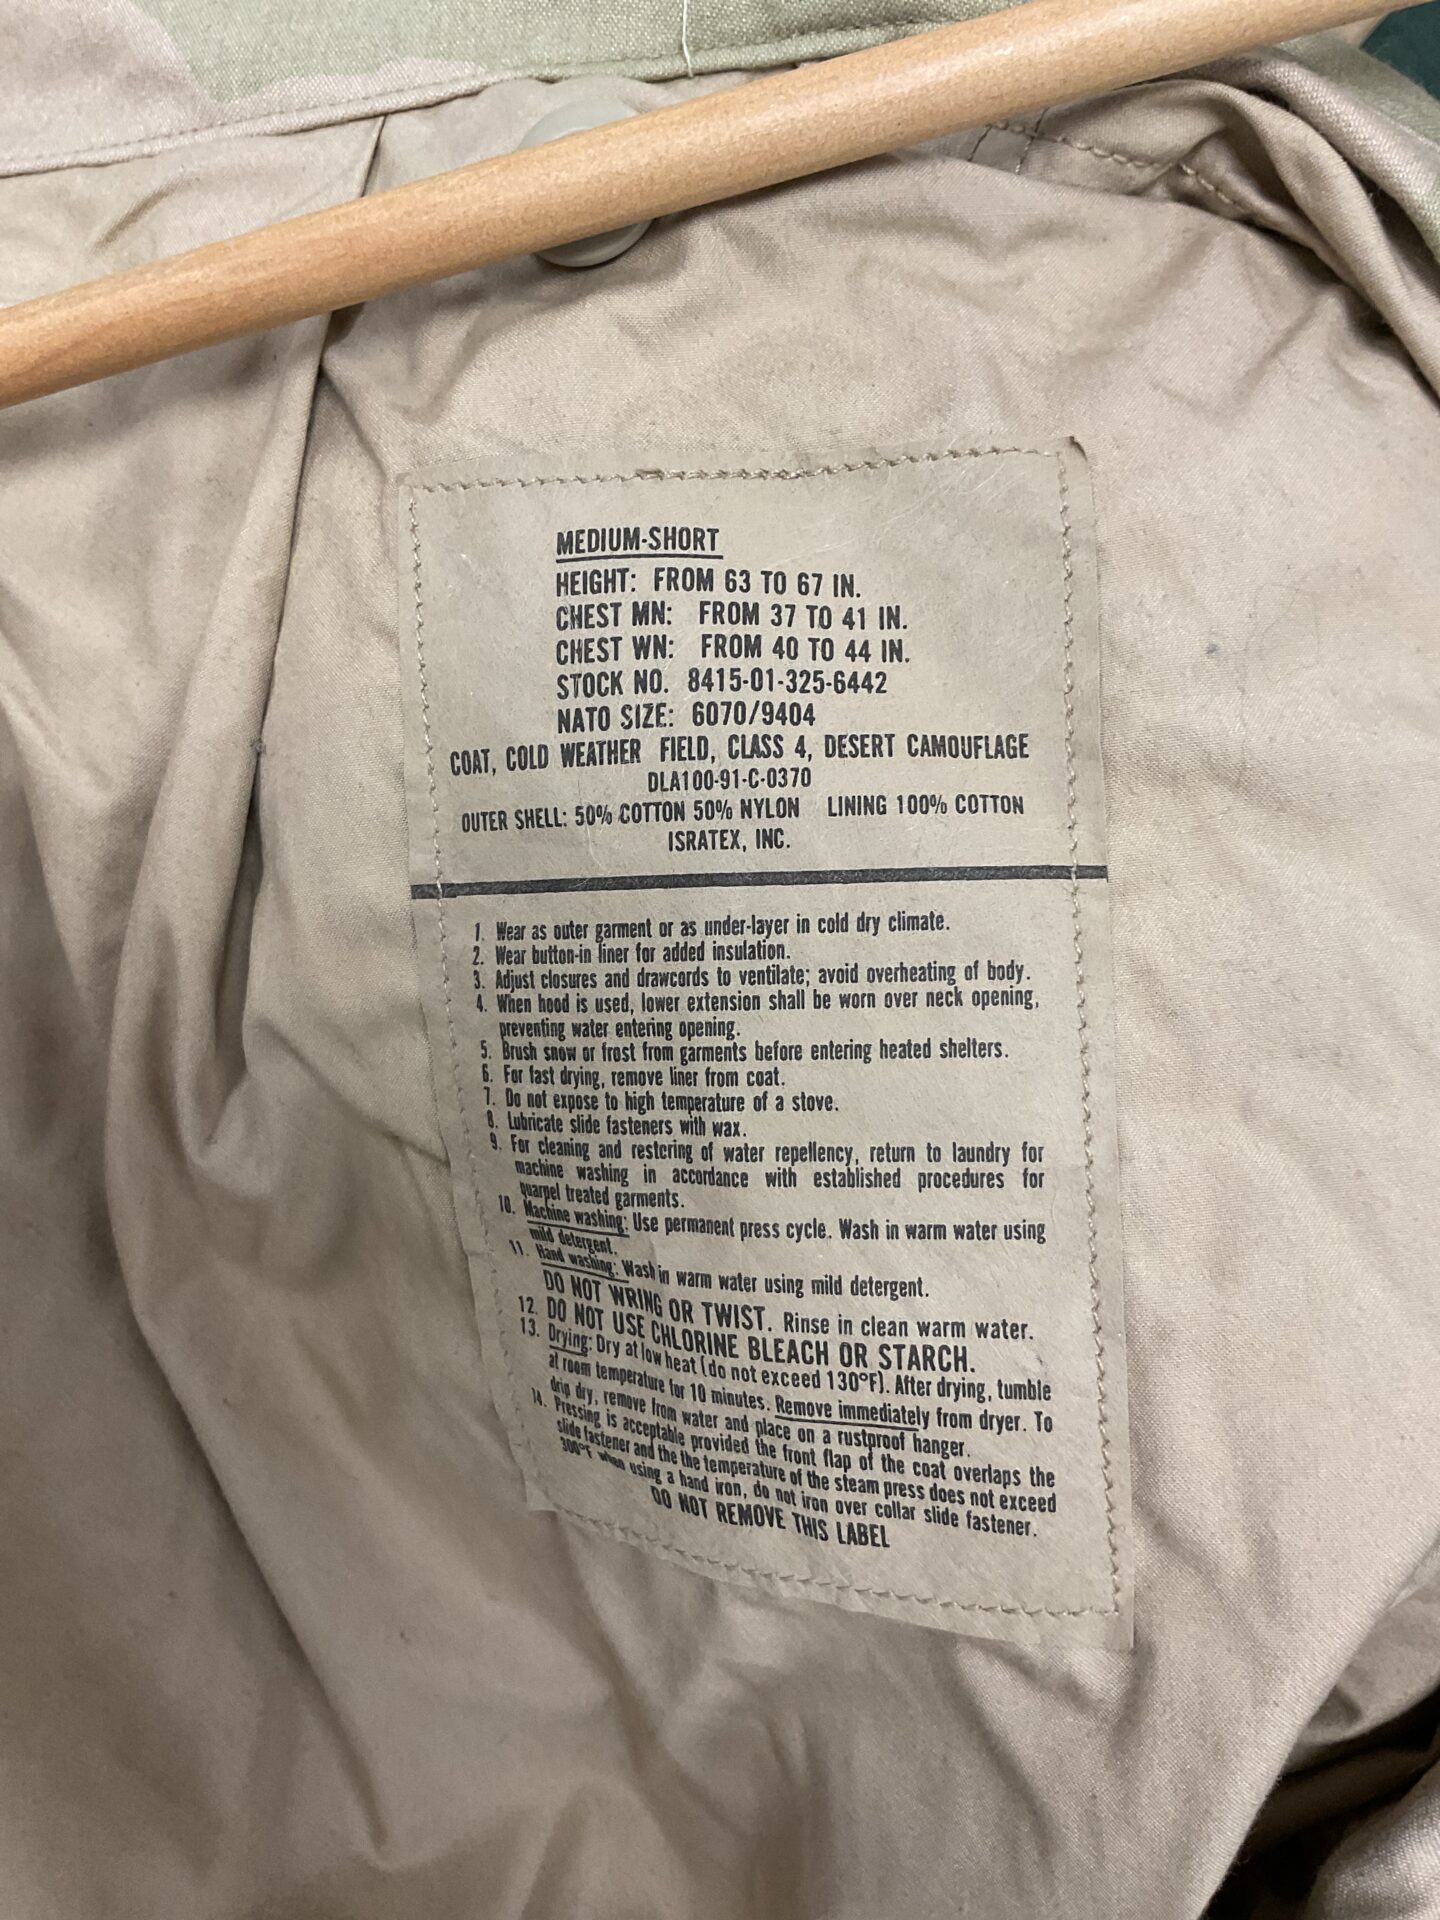 MEDIUM-SHORT
HEIGHT: FROM 63 TO 67 IN.
CHEST MN: FROM 37 TO 41 IN.
CHEST WN: FROM 40 TO 44 IN.
STOCK NO. 8415-01-325-6442
NATO SIZE: 6070/9404
COAT, COLD WEATHER FIELD, CLASS 4, DESERT CAMOUFLAGE
DLA100-91-C-0370
OUTER SHELL: 50% COTTON 50% NYLON LINING 100% COTTON
ISRATEX, INC.
1. Wear as outer garment or as under-layer in cold dry climate.
2. Wear button-in liner for added insulation.
3. Adjust closures and drawcords to ventilate; avoid overheating of body.
4. When hood is used, lower extension shall be worn over neck opening,
preventing water entering opening.
5. Brush snow or frost from garments before entering heated shelters.
6. For fast drying, remove liner from coat.
7. Do not expose to high temperature of a stove.
8. Lubricate slide fasteners with wax.
9. For cleaning and restoring of water repellency, return to laundry for
machine washing in accordance with established procedures for
quarpel treated garments.
10. Machine washing: Use permanent press cycle. Wash in warm water using
mild detergent.
11. Hand washing: Wash in warm water using mild detergent.
DO NOT WRING OR TWIST. Rinse in clean warm water.
12. DO NOT USE CHLORINE BLEACH OR STARCH.
13. Drying: Dry at low heat (do not exceed 130°F). After drying, tumble
at room temperature for 10 minutes. Remove immediately from dryer. To
drip dry, remove from water and place on a rustproof hanger.
14. Pressing is acceptable provided the front flap of the coat overlaps the
slide fastener and the the temperature of the steam press does not exceed
300°F when using a hand iron, do not iron over collar slide fastener.
DO NOT REMOVE THIS LABEL